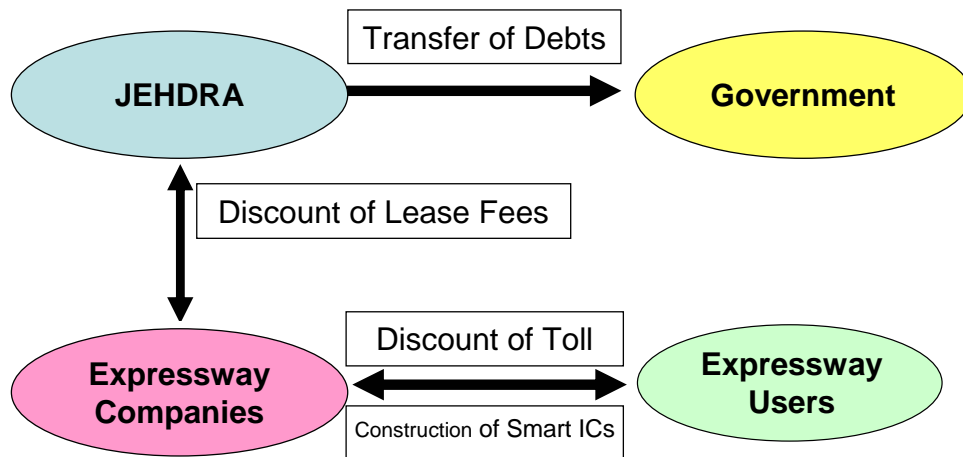 Transfer of Debts
JEHDRA
Government
Discount of Lease Fees
Discount of Toll
Expressway
Companies
Expressway
Users
Construction of Smart ICs